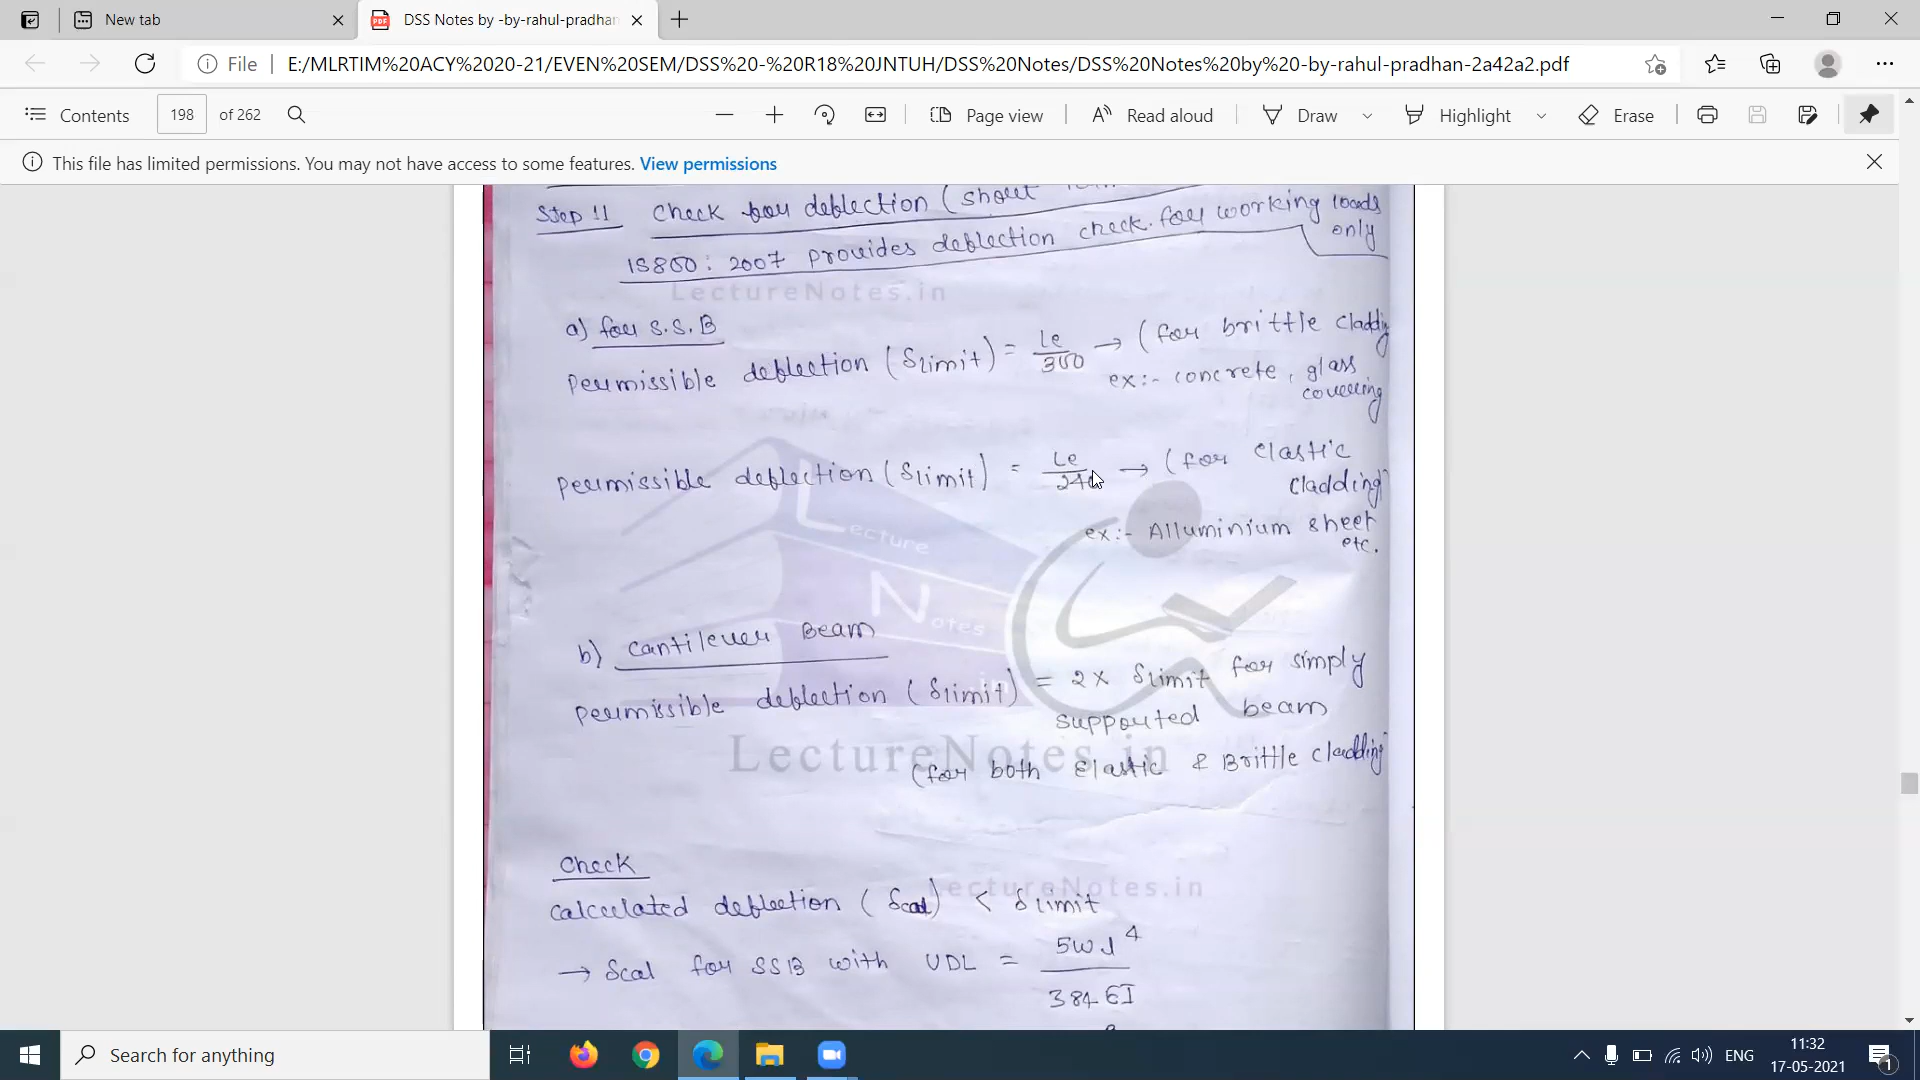 New tab
DSS Notes by -by-rahul-pradhan
File
E:/MLRTIM%20ACY%2020-21/EVEN%20SEM/DSS%20-%20R18%20JNTUH/DSS%20Notes/DSS%20Notes%20by%20-by-rahul-pradhan-2a42a2.pdf
Contents 198 of 262 Page view Read aloud Draw Highlight Erase
This file has limited permissions. You may not have access to some features. View permissions
Step 11 check for deflection (short
IS800: 2007 provides deflection check for working loads only
LectureNotes.in
a) for S.S.B
Permissible deflection (δlimit) = Le/300 → (for brittle cladding
ex:- concrete, glass
covering
Permissible deflection (δlimit) = Le/240 → (for Elastic
cladding)
ex:- Alluminium sheet
etc.
Lecture
Notes
b) Cantilever Beam
Permissible deflection (δlimit) = 2x δlimit for simply
supported beam
LectureNotes.in
(for both Elastic & Brittle cladding)
Check
LectureNotes.in
calculated deflection (δcal) < δlimit
→ δcal for SSB with UDL = 5wl⁴/384EI
Search for anything
ENG
11:32
17-05-2021
1